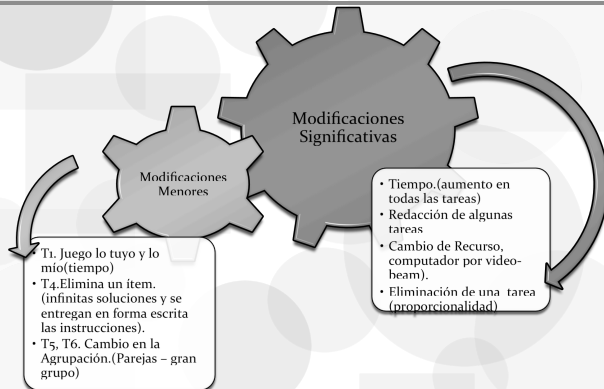 Modificaciones
Significativas
Modificaciones
Menores
• Tiempo.(aumento en
todas las tareas)
• Redacción de algunas
tareas
• Cambio de Recurso,
computador por video-
beam).
• Eliminación de una  tarea
(proporcionalidad)
• T1. Juego lo tuyo y lo
mío(tiempo)
• T4.Elimina un ítem.
(infinitas soluciones y se
entregan en forma escrita
las instrucciones).
• T5, T6. Cambio en la
Agrupación.(Parejas – gran
grupo)